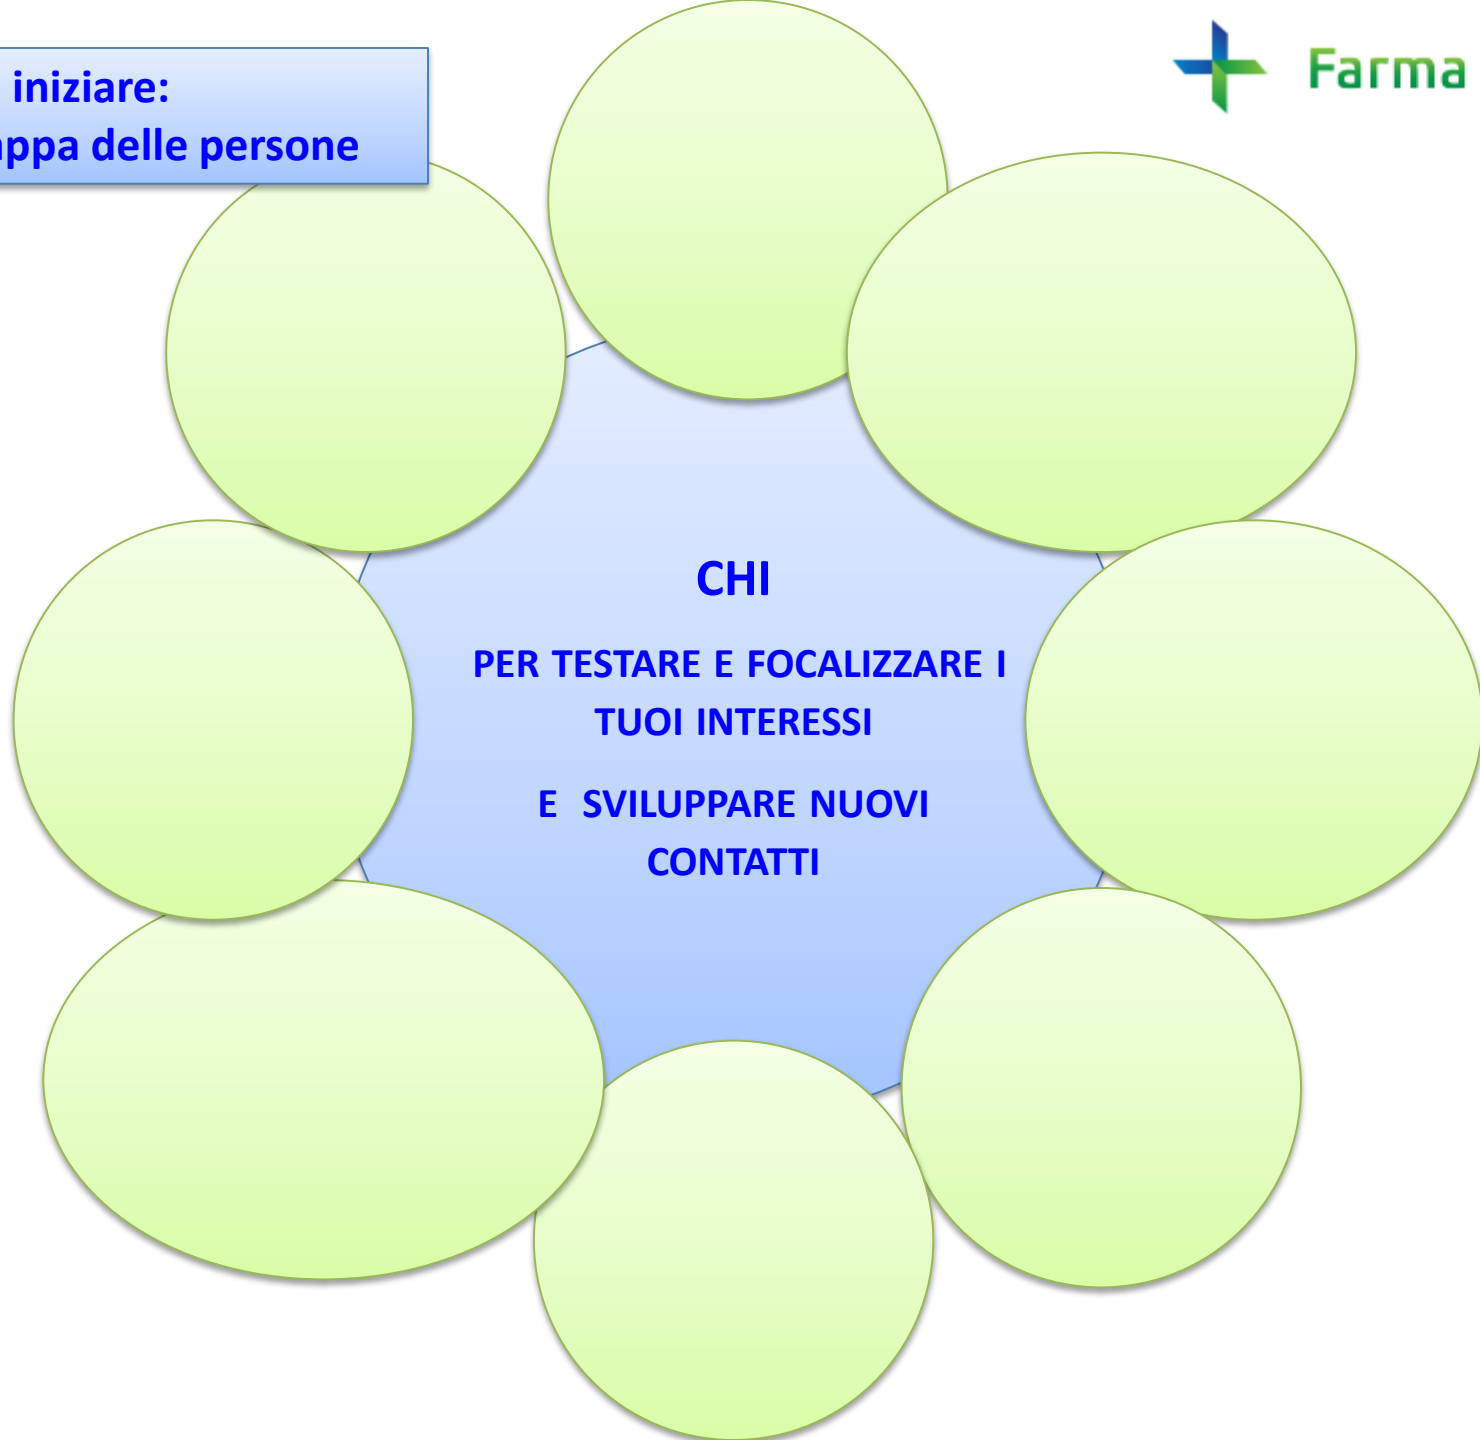 iniziare:
ppa delle persone
Farma
CHI
PER TESTARE E FOCALIZZARE I
TUOI INTERESSI
E SVILUPPARE NUOVI
CONTATTI